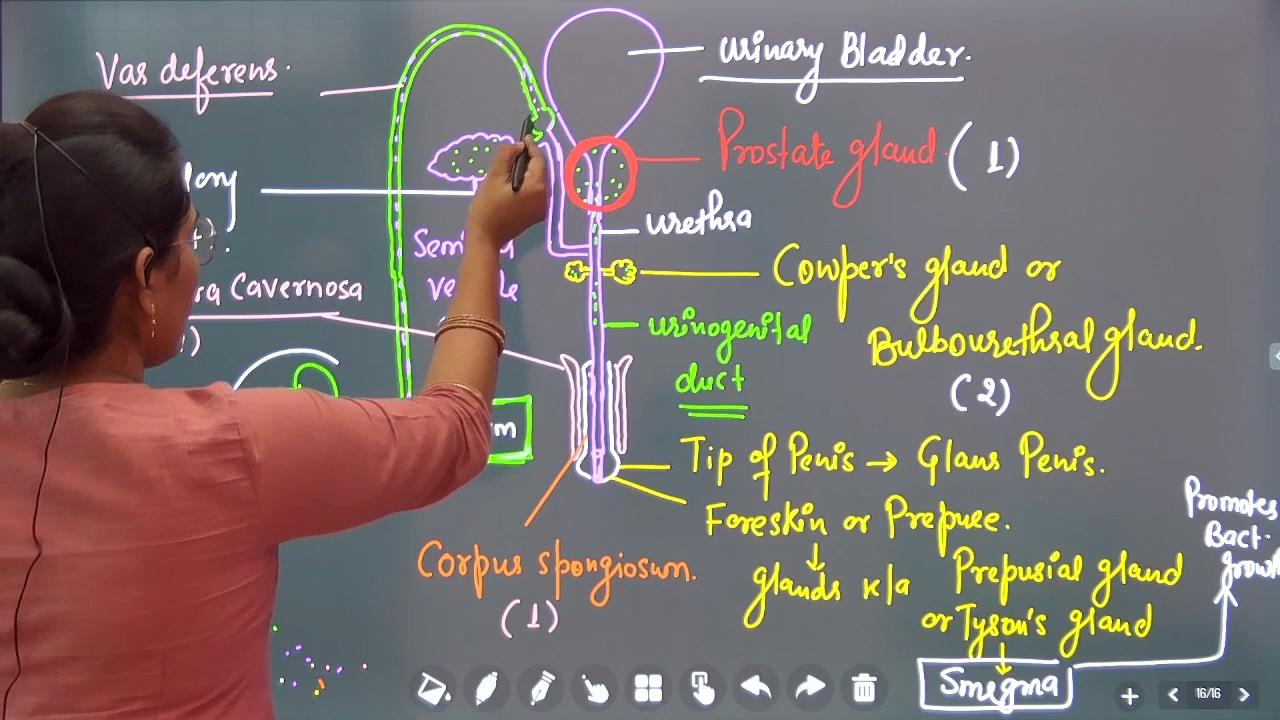 Vas deferens.
urinary Bladder.
Prostate gland (1)
urethra
Cowper's gland or
Bulbourethral gland.
(2)
Cavernosa
urinogenital
duct
Tip of Penis → Glans Penis.
Foreskin or Prepuce.
↓
glands k/a Prepusial gland
or Tyson's gland
↓
Smegma
Promotes
Bact.
growth
Corpus spongiosum.
(1)
16/16